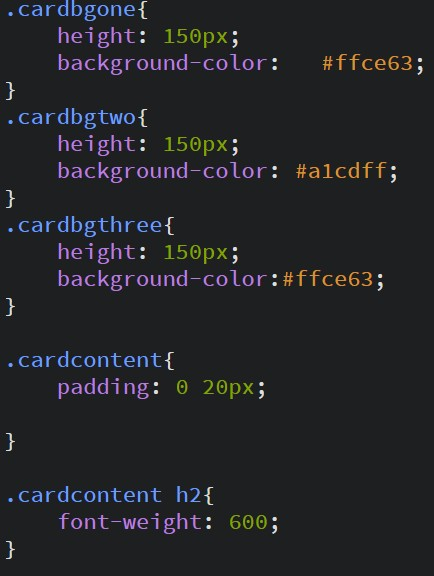 .cardbgone{
    height: 150px;
    background-color:   #ffce63;
}
.cardbgtwo{
    height: 150px;
    background-color: #a1cdff;
}
.cardbgthree{
    height: 150px;
    background-color:#ffce63;
}

.cardcontent{
    padding: 0 20px;

}

.cardcontent h2{
    font-weight: 600;
}